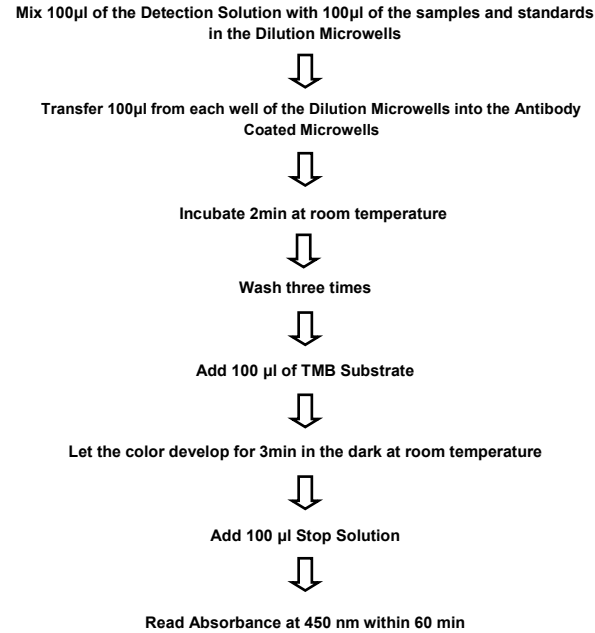 Mix 100µl of the Detection Solution with 100µl of the samples and standards
in the Dilution Microwells
Transfer 100µl from each well of the Dilution Microwells into the Antibody
Coated Microwells
Incubate 2min at room temperature
Wash three times
Add 100 µl of TMB Substrate
Let the color develop for 3min in the dark at room temperature
Add 100 µl Stop Solution
Read Absorbance at 450 nm within 60 min